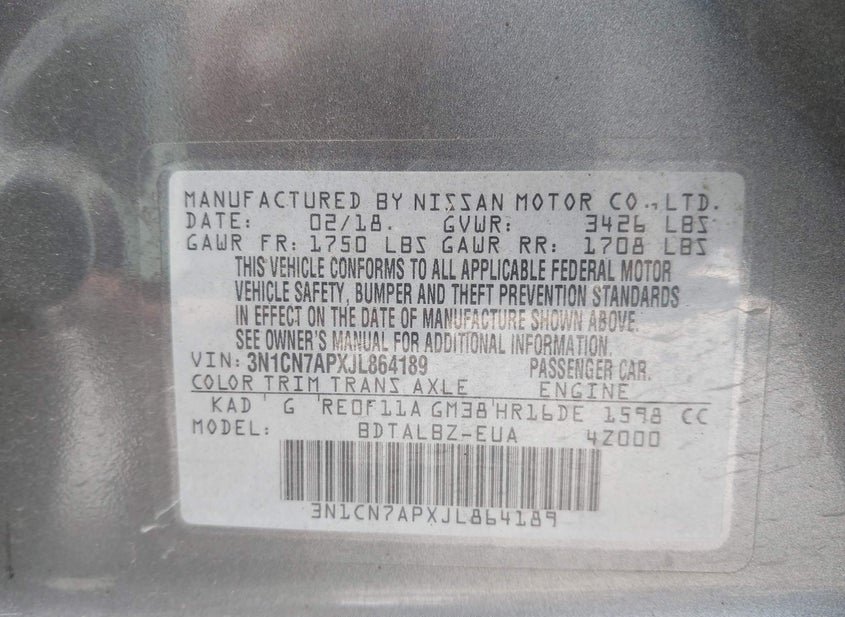 MANUFACTURED BY NISSAN MOTOR CO., LTD.
DATE: 02/18. GVWR: 3426 LBS
GAWR FR: 1750 LBS GAWR RR: 1708 LBS
THIS VEHICLE CONFORMS TO ALL APPLICABLE FEDERAL MOTOR
VEHICLE SAFETY, BUMPER AND THEFT PREVENTION STANDARDS
IN EFFECT ON THE DATE OF MANUFACTURE SHOWN ABOVE.
SEE OWNER'S MANUAL FOR ADDITIONAL INFORMATION.
VIN: 3N1CN7APXJL864189 PASSENGER CAR.
COLOR TRIM TRANS AXLE ENGINE
KAD G RE0F11A GM38 HR16DE 1598 CC
MODEL: BDTALBZ-EUA 4Z000
3N1CN7APXJL864189